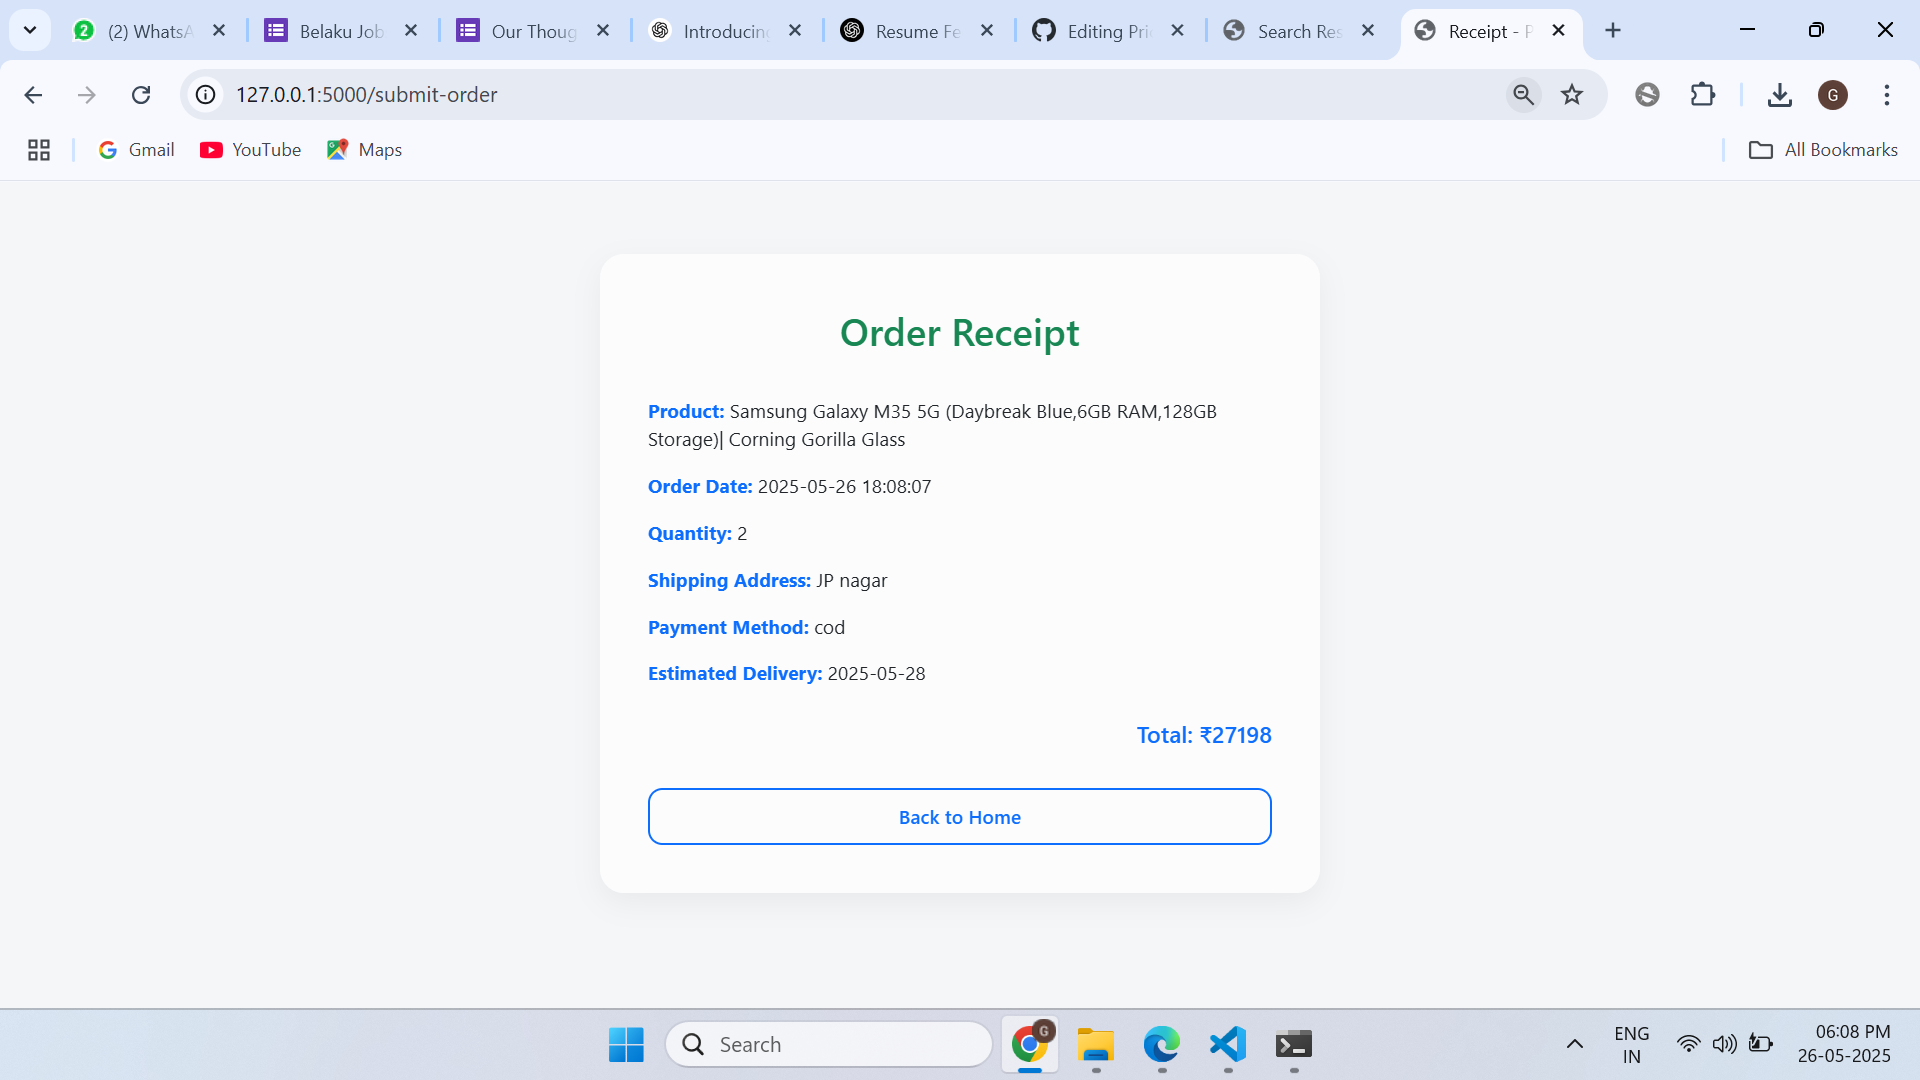 2
(2) WhatsA
Belaku Job
Our Thoug
Introducing
Resume Fe
Editing Pri
Search Res
Receipt - P
127.0.0.1:5000/submit-order
G
Gmail
YouTube
Maps
All Bookmarks
Order Receipt
Product: Samsung Galaxy M35 5G (Daybreak Blue,6GB RAM,128GB
Storage)| Corning Gorilla Glass
Order Date: 2025-05-26 18:08:07
Quantity: 2
Shipping Address: JP nagar
Payment Method: cod
Estimated Delivery: 2025-05-28
Total: ₹27198
Back to Home
Search
G
ENG
IN
06:08 PM
26-05-2025